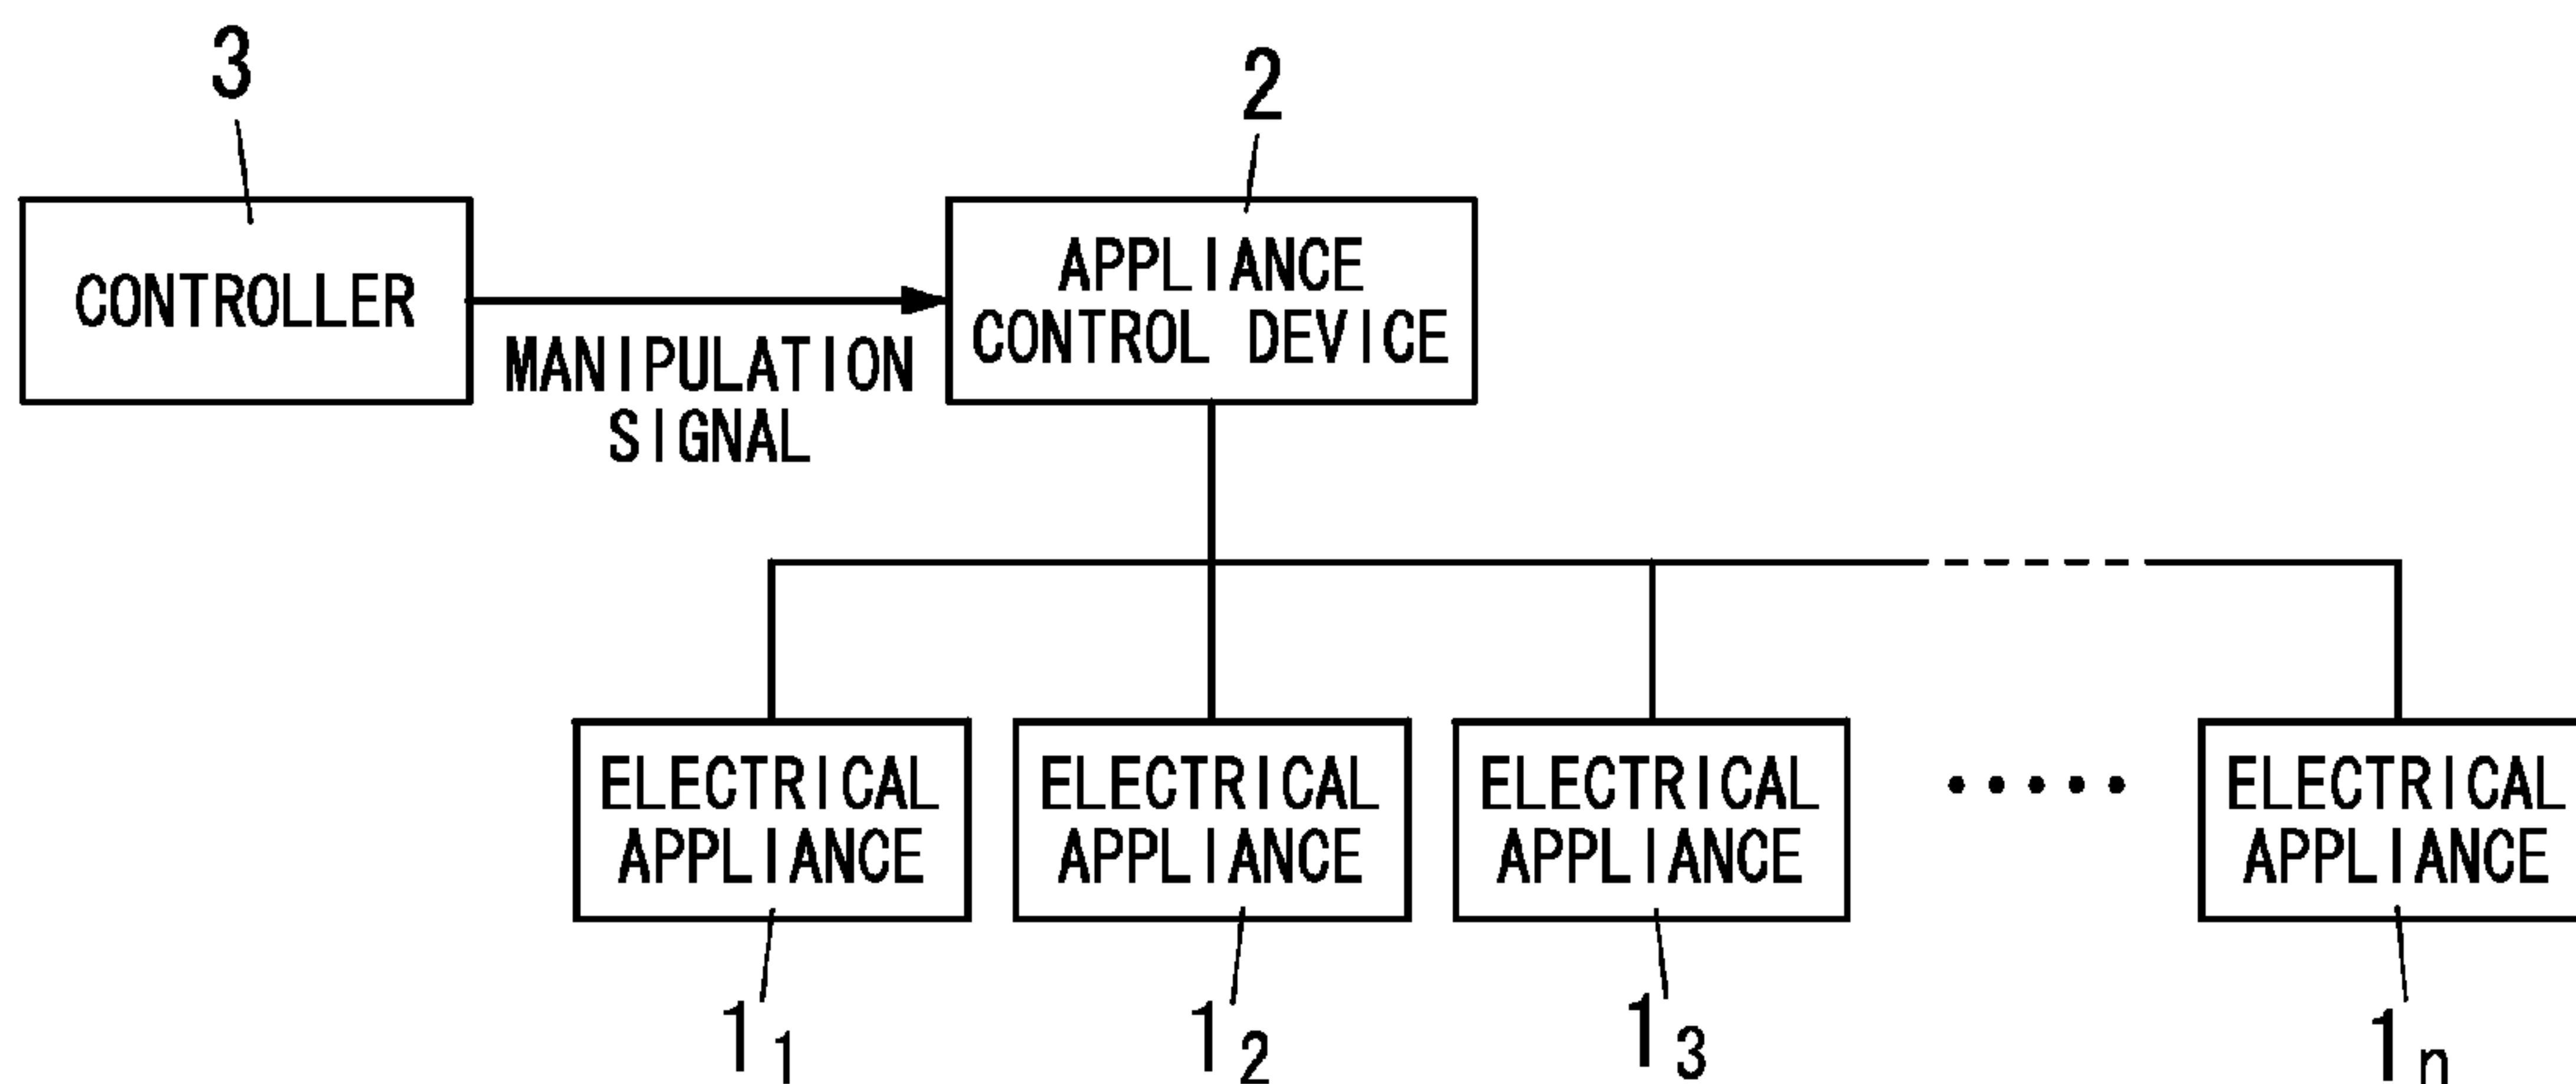 3
2
CONTROLLER
APPLIANCE
CONTROL DEVICE
MANIPULATION
SIGNAL
ELECTRICAL
APPLIANCE
ELECTRICAL
APPLIANCE
ELECTRICAL
APPLIANCE
ELECTRICAL
APPLIANCE
1₁
1₂
1₃
1ₙ